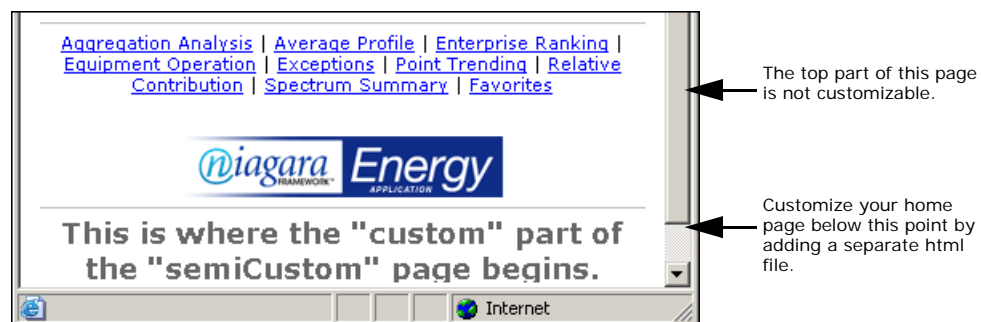 Aggregation Analysis | Average Profile | Enterprise Ranking |
Equipment Operation | Exceptions | Point Trending | Relative
Contribution | Spectrum Summary | Favorites
niagara Energy
FRAMEWORK™ APPLICATION
This is where the "custom" part of
the "semiCustom" page begins.
Internet
The top part of this page
is not customizable.
Customize your home
page below this point by
adding a separate html
file.